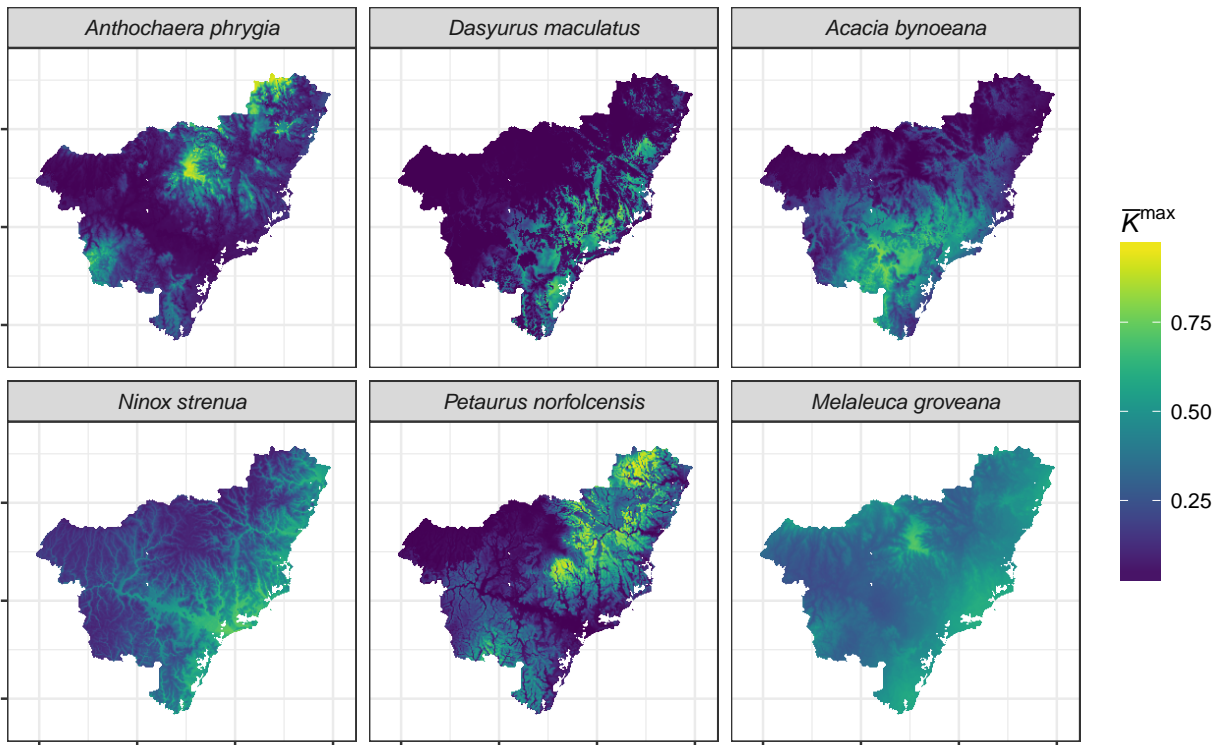 Anthochaera phrygia
Dasyurus maculatus
Acacia bynoeana
K̅max
0.75
0.50
0.25
Ninox strenua
Petaurus norfolcensis
Melaleuca groveana